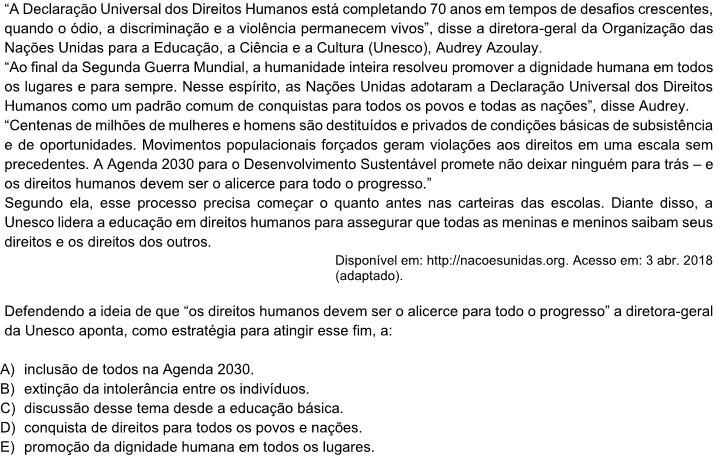 “A Declaração Universal dos Direitos Humanos está completando 70 anos em tempos de desafios crescentes,
quando o ódio, a discriminação e a violência permanecem vivos”, disse a diretora-geral da Organização das
Nações Unidas para a Educação, a Ciência e a Cultura (Unesco), Audrey Azoulay.
“Ao final da Segunda Guerra Mundial, a humanidade inteira resolveu promover a dignidade humana em todos
os lugares e para sempre. Nesse espírito, as Nações Unidas adotaram a Declaração Universal dos Direitos
Humanos como um padrão comum de conquistas para todos os povos e todas as nações”, disse Audrey.
“Centenas de milhões de mulheres e homens são destituídos e privados de condições básicas de subsistência
e de oportunidades. Movimentos populacionais forçados geram violações aos direitos em uma escala sem
precedentes. A Agenda 2030 para o Desenvolvimento Sustentável promete não deixar ninguém para trás – e
os direitos humanos devem ser o alicerce para todo o progresso.”
Segundo ela, esse processo precisa começar o quanto antes nas carteiras das escolas. Diante disso, a
Unesco lidera a educação em direitos humanos para assegurar que todas as meninas e meninos saibam seus
direitos e os direitos dos outros.
Disponível em: http://nacoesunidas.org. Acesso em: 3 abr. 2018
(adaptado).
Defendendo a ideia de que “os direitos humanos devem ser o alicerce para todo o progresso” a diretora-geral
da Unesco aponta, como estratégia para atingir esse fim, a:
A) inclusão de todos na Agenda 2030.
B) extinção da intolerância entre os indivíduos.
C) discussão desse tema desde a educação básica.
D) conquista de direitos para todos os povos e nações.
E) promoção da dignidade humana em todos os lugares.